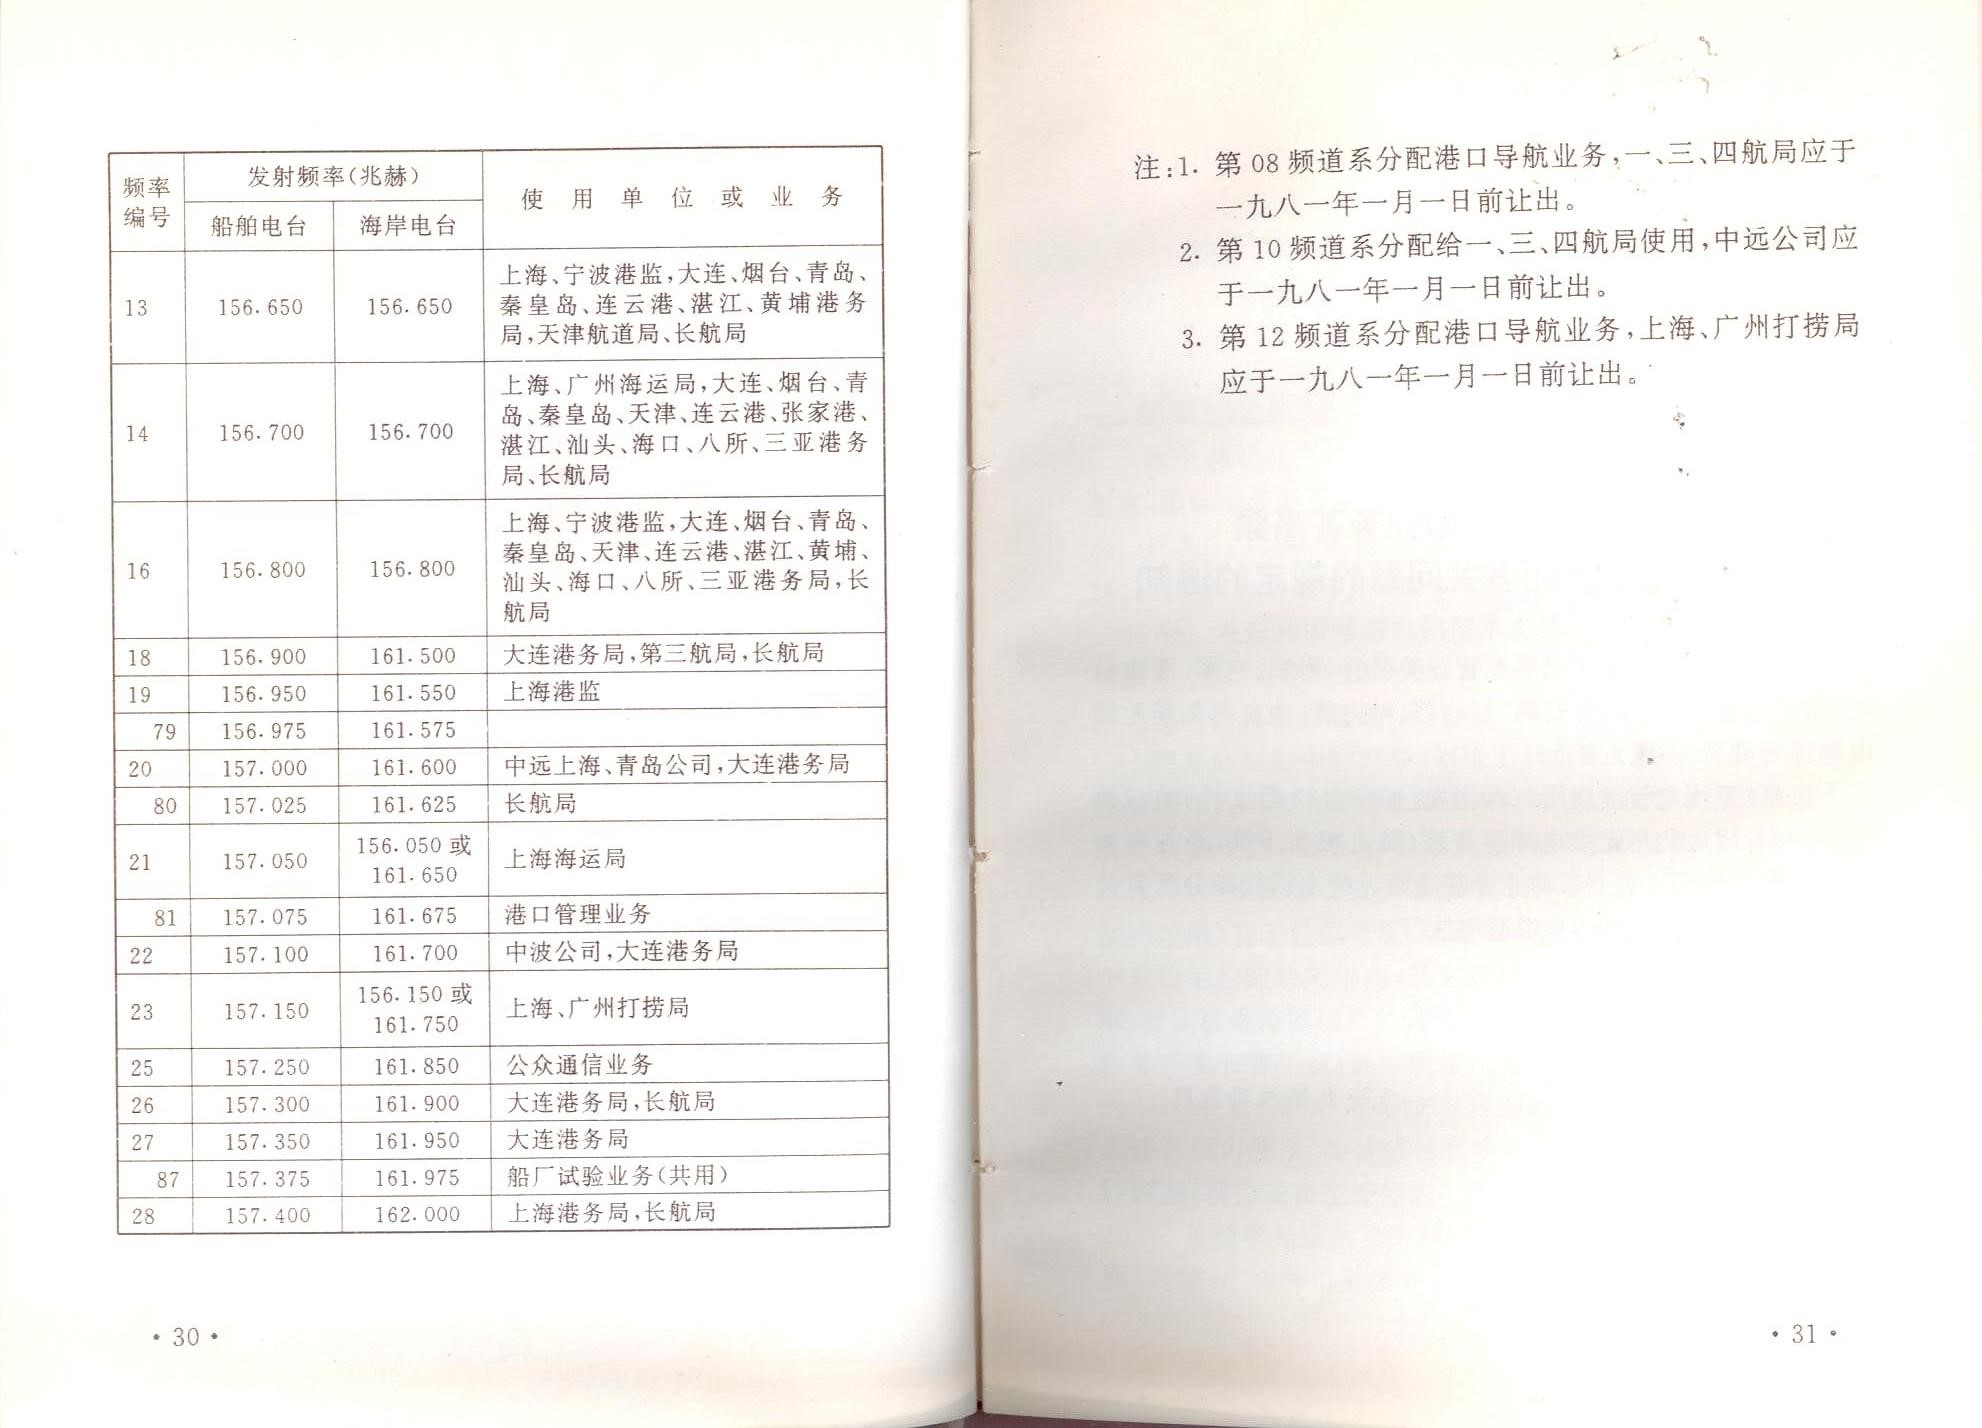 频率
编号
发射频率(兆赫)
船舶电台
海岸电台
使用单位或业务
13
156.650
156.650
上海、宁波港监,大连、烟台、青岛、
秦皇岛、连云港、湛江、黄埔港务
局,天津航道局、长航局
14
156.700
156.700
上海、广州海运局,大连、烟台、青
岛、秦皇岛、天津、连云港、张家港、
湛江、汕头、海口、八所、三亚港务
局、长航局
16
156.800
156.800
上海、宁波港监,大连、烟台、青岛、
秦皇岛、天津、连云港、湛江、黄埔、
汕头、海口、八所、三亚港务局,长
航局
18
156.900
161.500
大连港务局,第三航局,长航局
19
156.950
161.550
上海港监
79
156.975
161.575
20
157.000
161.600
中远上海、青岛公司,大连港务局
80
157.025
161.625
长航局
21
157.050
156.050或
161.650
上海海运局
81
157.075
161.675
港口管理业务
22
157.100
161.700
中波公司,大连港务局
23
157.150
156.150或
161.750
上海、广州打捞局
25
157.250
161.850
公众通信业务
26
157.300
161.900
大连港务局,长航局
27
157.350
161.950
大连港务局
87
157.375
161.975
船厂试验业务(共用)
28
157.400
162.000
上海港务局,长航局
·30·
注:1. 第08频道系分配港口导航业务,一、三、四航局应于
一九八一年一月一日前让出。
2. 第10频道系分配给一、三、四航局使用,中远公司应
于一九八一年一月一日前让出。
3. 第12频道系分配港口导航业务,上海、广州打捞局
应于一九八一年一月一日前让出。
·31·